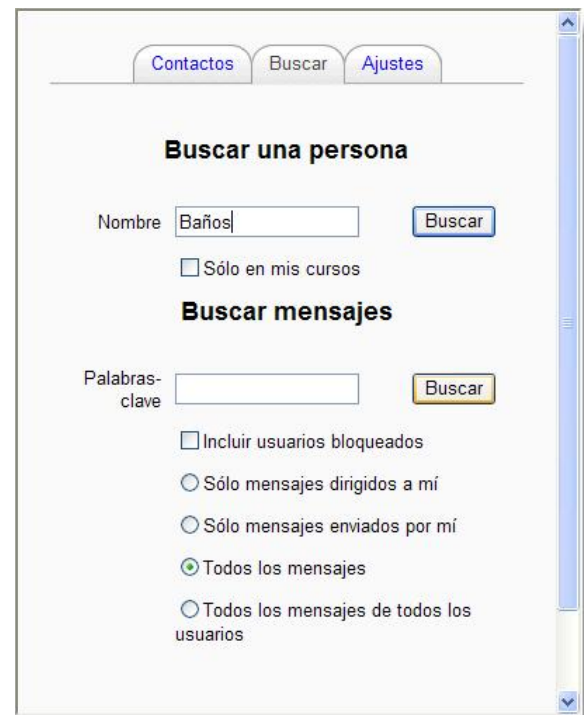 Contactos Buscar Ajustes
Buscar una persona
Nombre Baños Buscar
Sólo en mis cursos
Buscar mensajes
Palabras-
clave Buscar
Incluir usuarios bloqueados
Sólo mensajes dirigidos a mí
Sólo mensajes enviados por mí
Todos los mensajes
Todos los mensajes de todos los
usuarios